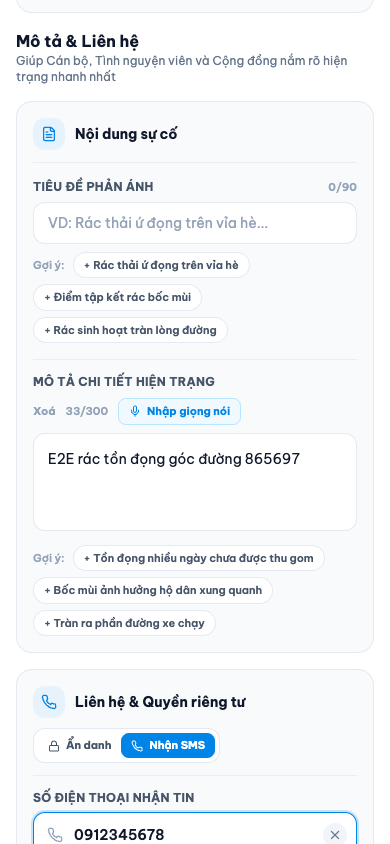 Mô tả & Liên hệ
Giúp Cán bộ, Tình nguyện viên và Cộng đồng nắm rõ hiện
trạng nhanh nhất
Nội dung sự cố
TIÊU ĐỀ PHẢN ÁNH 0/90
VD: Rác thải ứ đọng trên vỉa hè...
Gợi ý: + Rác thải ứ đọng trên vỉa hè
+ Điểm tập kết rác bốc mùi
+ Rác sinh hoạt tràn lòng đường
MÔ TẢ CHI TIẾT HIỆN TRẠNG
Xoá 33/300 Nhập giọng nói
E2E rác tồn đọng góc đường 865697
Gợi ý: + Tồn đọng nhiều ngày chưa được thu gom
+ Bốc mùi ảnh hưởng hộ dân xung quanh
+ Tràn ra phần đường xe chạy
Liên hệ & Quyền riêng tư
Ẩn danh Nhận SMS
SỐ ĐIỆN THOẠI NHẬN TIN
0912345678